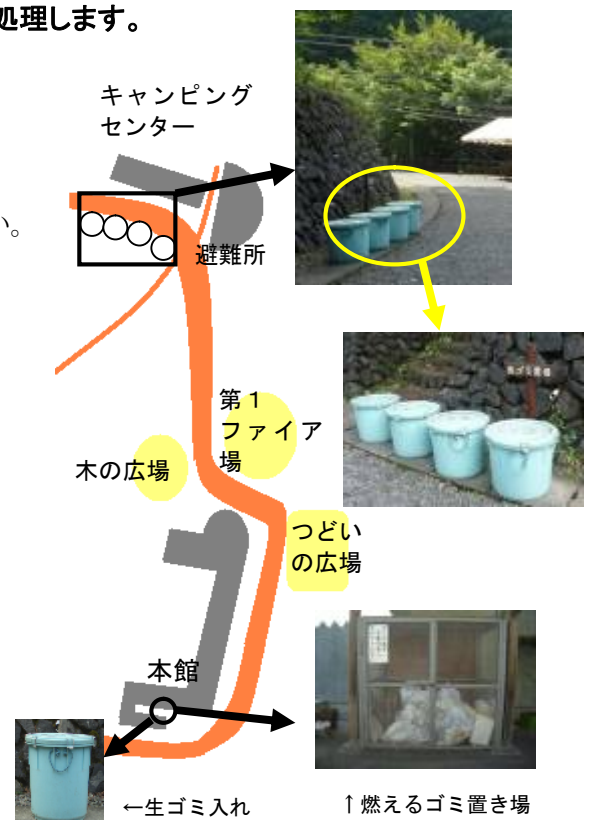 処理します。
キャンピング
センター
い。
避難所
第１
ファイア
場
木の広場
つどい
の広場
本館
←生ゴミ入れ
↑燃えるゴミ置き場